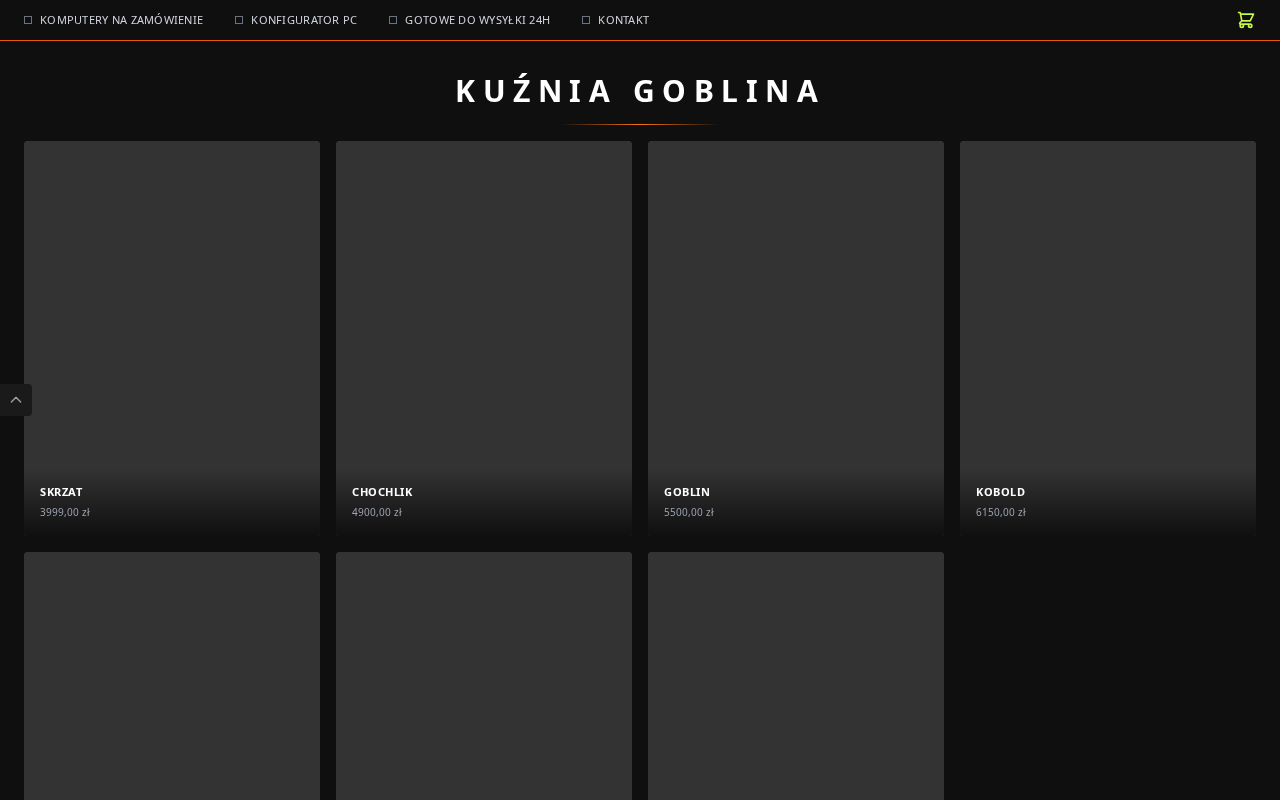 KOMPUTERY NA ZAMÓWIENIE
KONFIGURATOR PC
GOTOWE DO WYSYŁKI 24H
KONTAKT
KUŹNIA GOBLINA
SKRZAT
3999,00 zł
CHOCHLIK
4900,00 zł
GOBLIN
5500,00 zł
KOBOLD
6150,00 zł